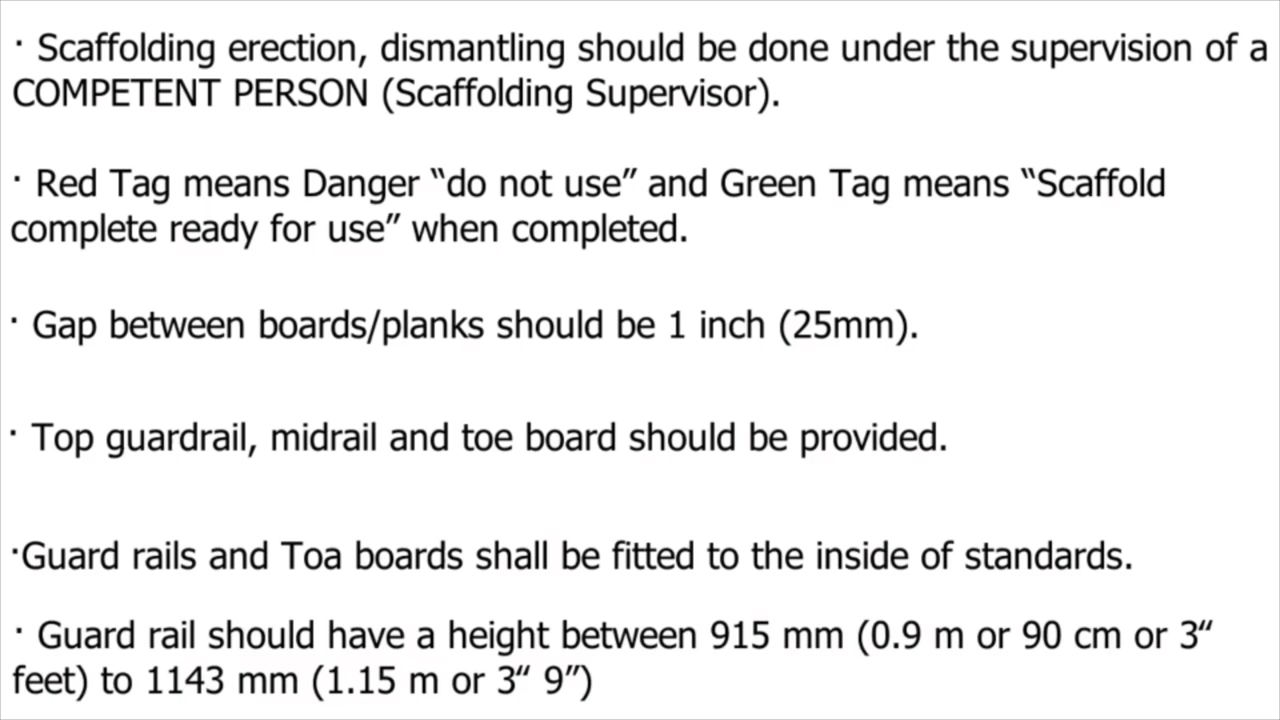 · Scaffolding erection, dismantling should be done under the supervision of a
COMPETENT PERSON (Scaffolding Supervisor).
· Red Tag means Danger “do not use” and Green Tag means “Scaffold
complete ready for use” when completed.
· Gap between boards/planks should be 1 inch (25mm).
· Top guardrail, midrail and toe board should be provided.
·Guard rails and Toa boards shall be fitted to the inside of standards.
· Guard rail should have a height between 915 mm (0.9 m or 90 cm or 3“
feet) to 1143 mm (1.15 m or 3“ 9”)